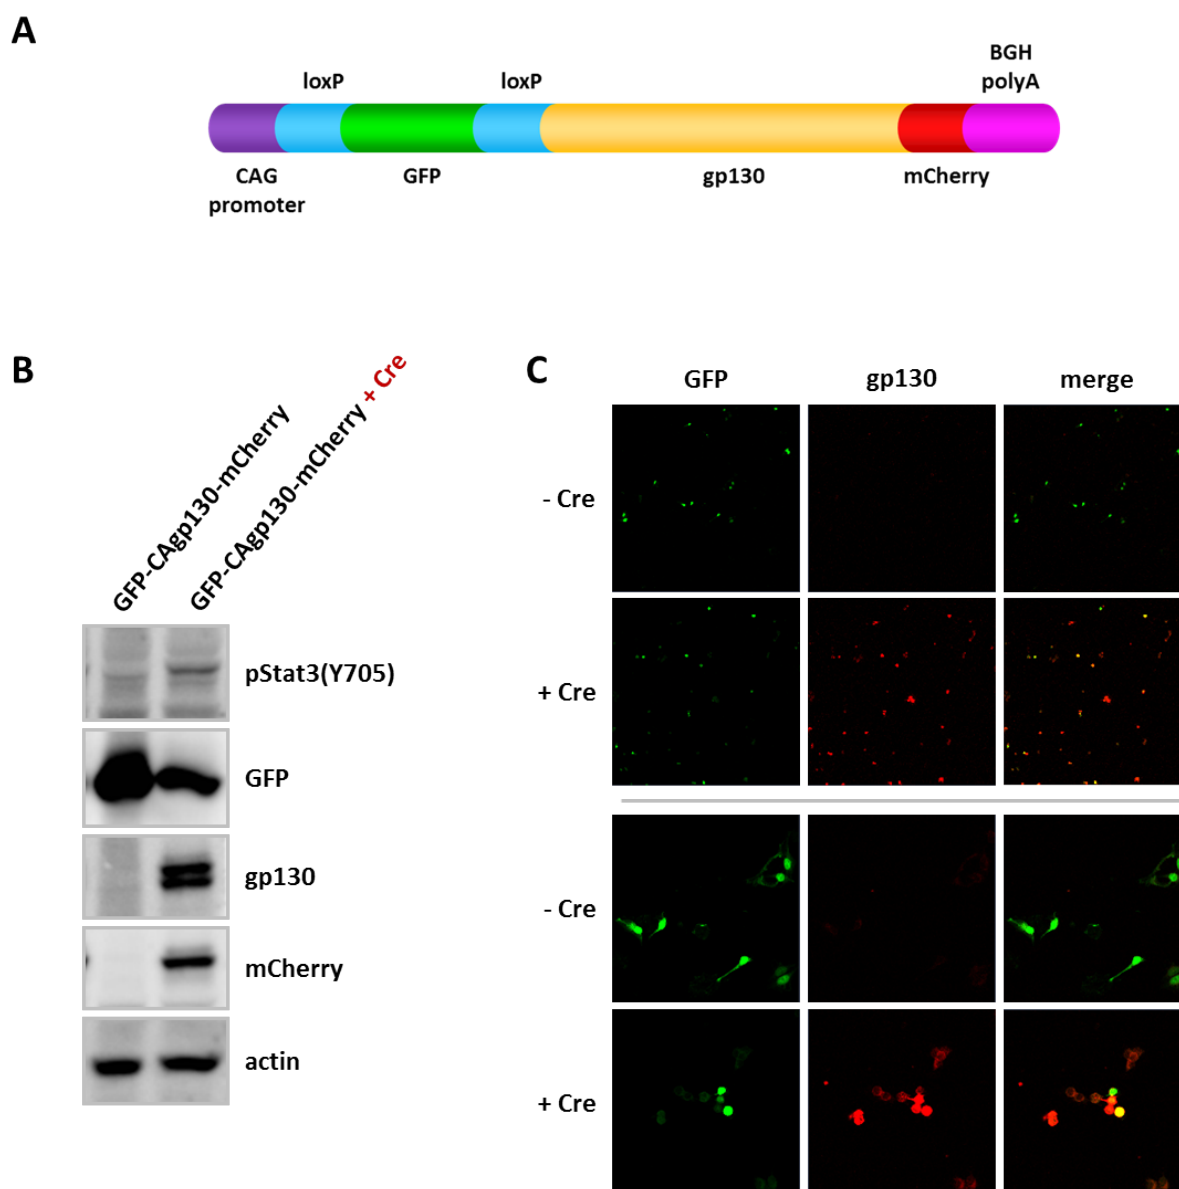 A
loxP
loxP
BGH
polyA
CAG
promoter
GFP
gp130
mCherry
B
GFP-CAgp130-mCherry
GFP-CAgp130-mCherry + Cre
pStat3(Y705)
GFP
gp130
mCherry
actin
C
GFP
gp130
merge
- Cre
+ Cre
- Cre
+ Cre